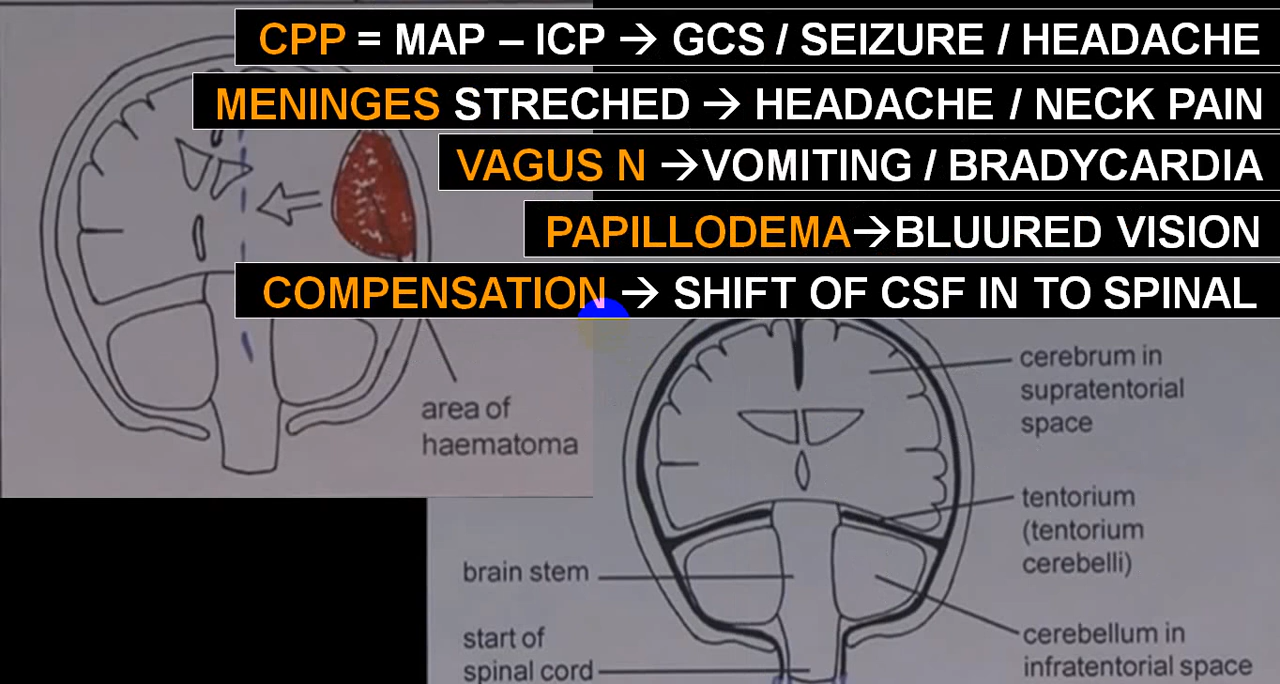 CPP = MAP – ICP → GCS / SEIZURE / HEADACHE
MENINGES STRECHED → HEADACHE / NECK PAIN
VAGUS N →VOMITING / BRADYCARDIA
PAPILLODEMA→BLUURED VISION
COMPENSATION → SHIFT OF CSF IN TO SPINAL
area of
haematoma
cerebrum in
supratentorial
space
tentorium
(tentorium
cerebelli)
brain stem
cerebellum in
infratentorial space
start of
spinal cord